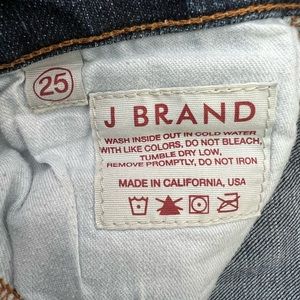 25
J BRAND
WASH INSIDE OUT IN COLD WATER
WITH LIKE COLORS, DO NOT BLEACH,
TUMBLE DRY LOW,
REMOVE PROMPTLY, DO NOT IRON
MADE IN CALIFORNIA, USA